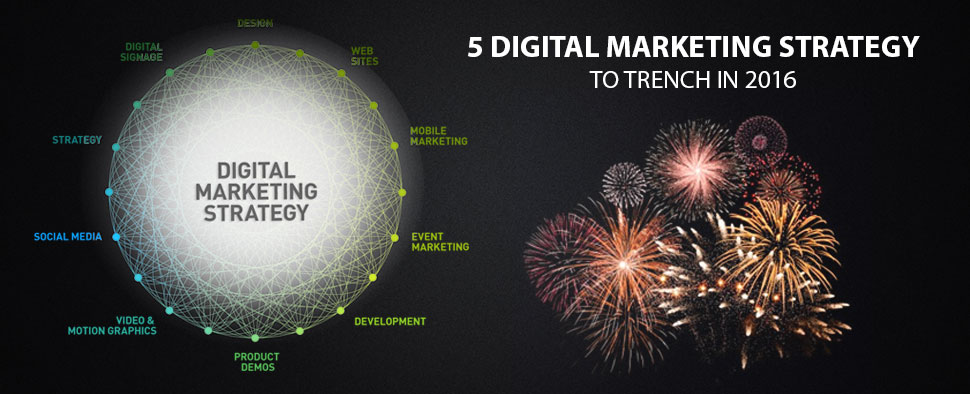 5 DIGITAL MARKETING STRATEGY
TO TRENCH IN 2016
DESIGN
DIGITAL
SIGNAGE
WEB
SITES
STRATEGY
MOBILE
MARKETING
DIGITAL
MARKETING
STRATEGY
SOCIAL MEDIA
EVENT
MARKETING
VIDEO &
MOTION GRAPHICS
DEVELOPMENT
PRODUCT
DEMOS